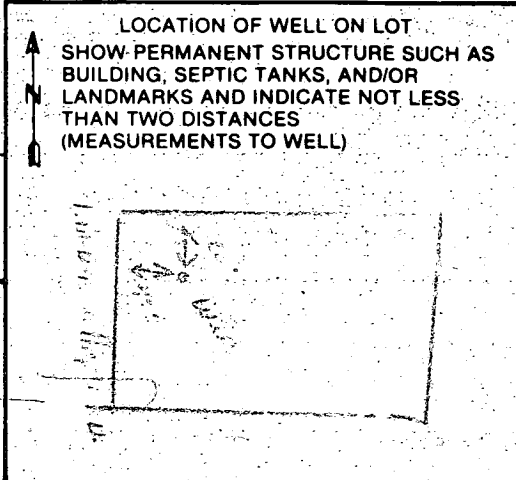 LOCATION OF WELL ON LOT
SHOW PERMANENT STRUCTURE SUCH AS
BUILDING, SEPTIC TANKS, AND/OR
N LANDMARKS AND INDICATE NOT LESS
THAN TWO DISTANCES
(MEASUREMENTS TO WELL)
Well